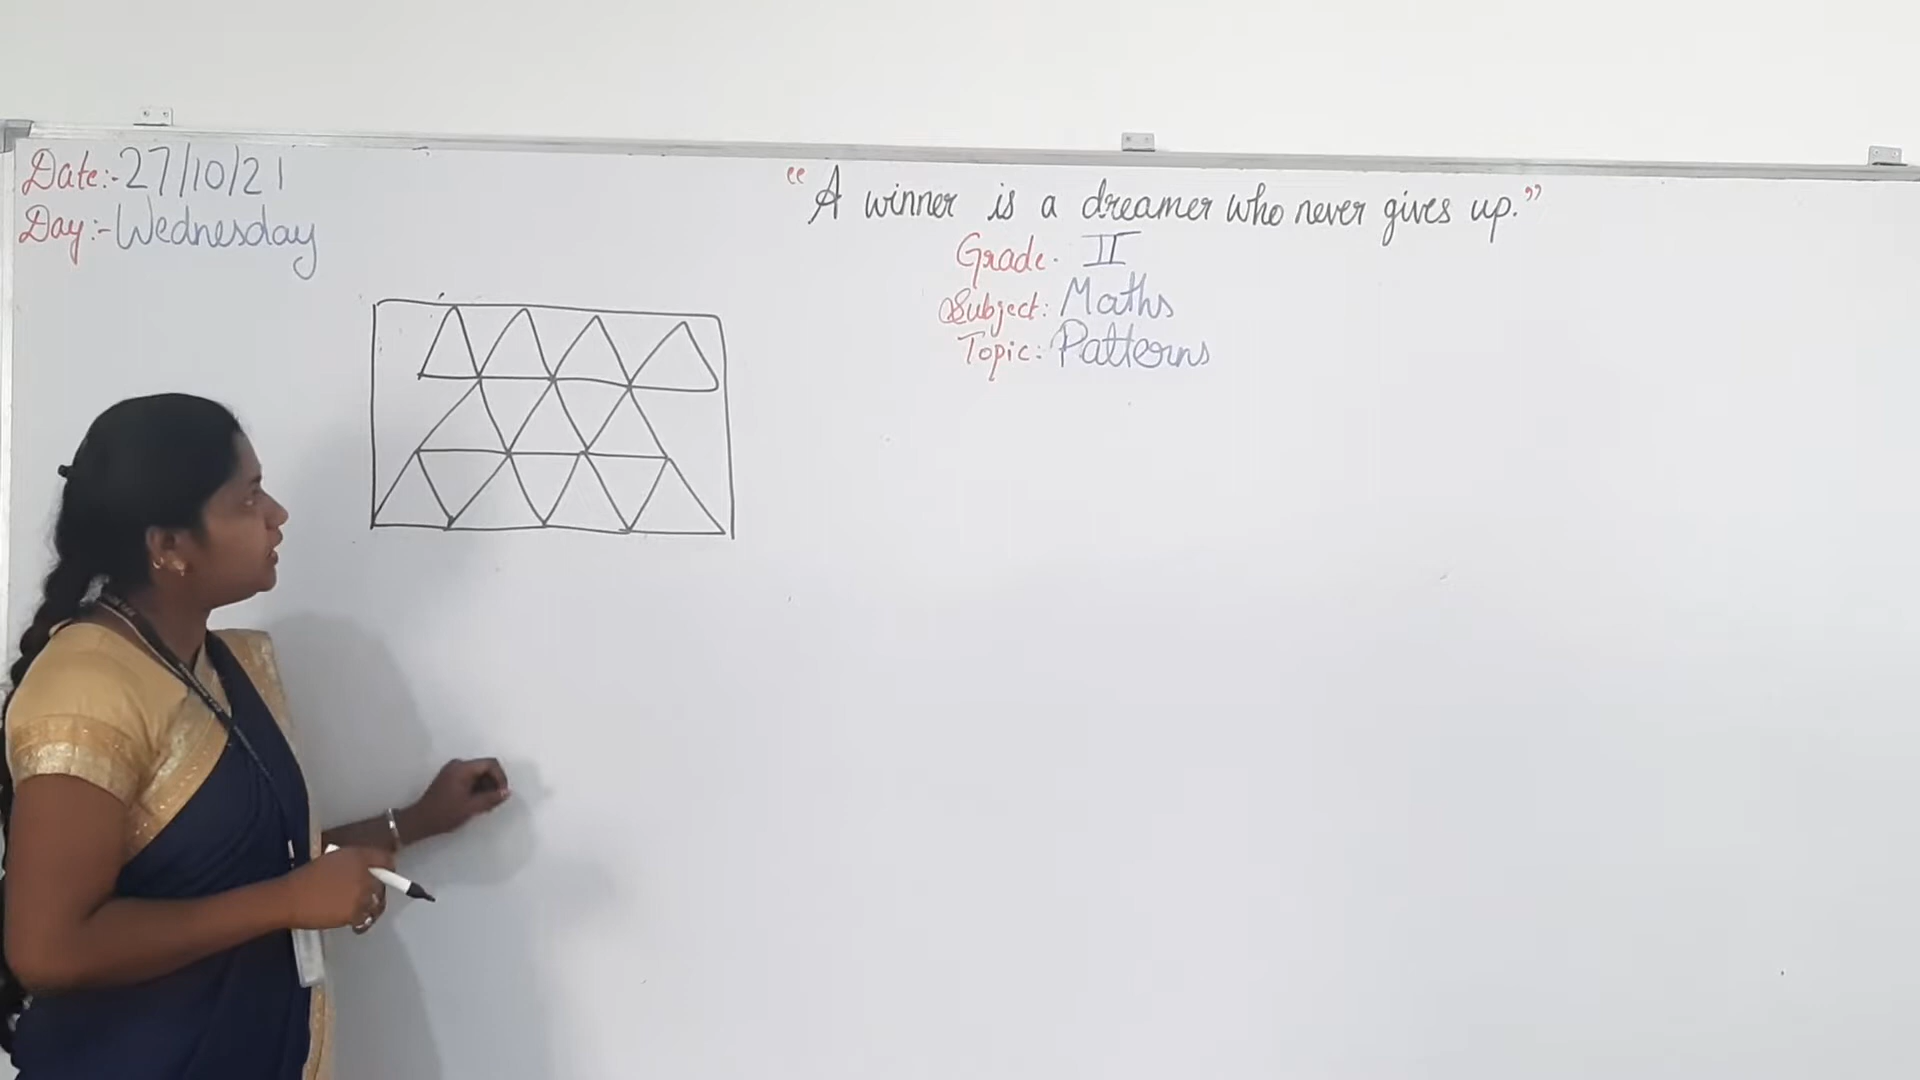 Date:-27/10/21
Day:-Wednesday
"A winner is a dreamer who never gives up."
Grade. II
Subject: Maths
Topic: Patterns